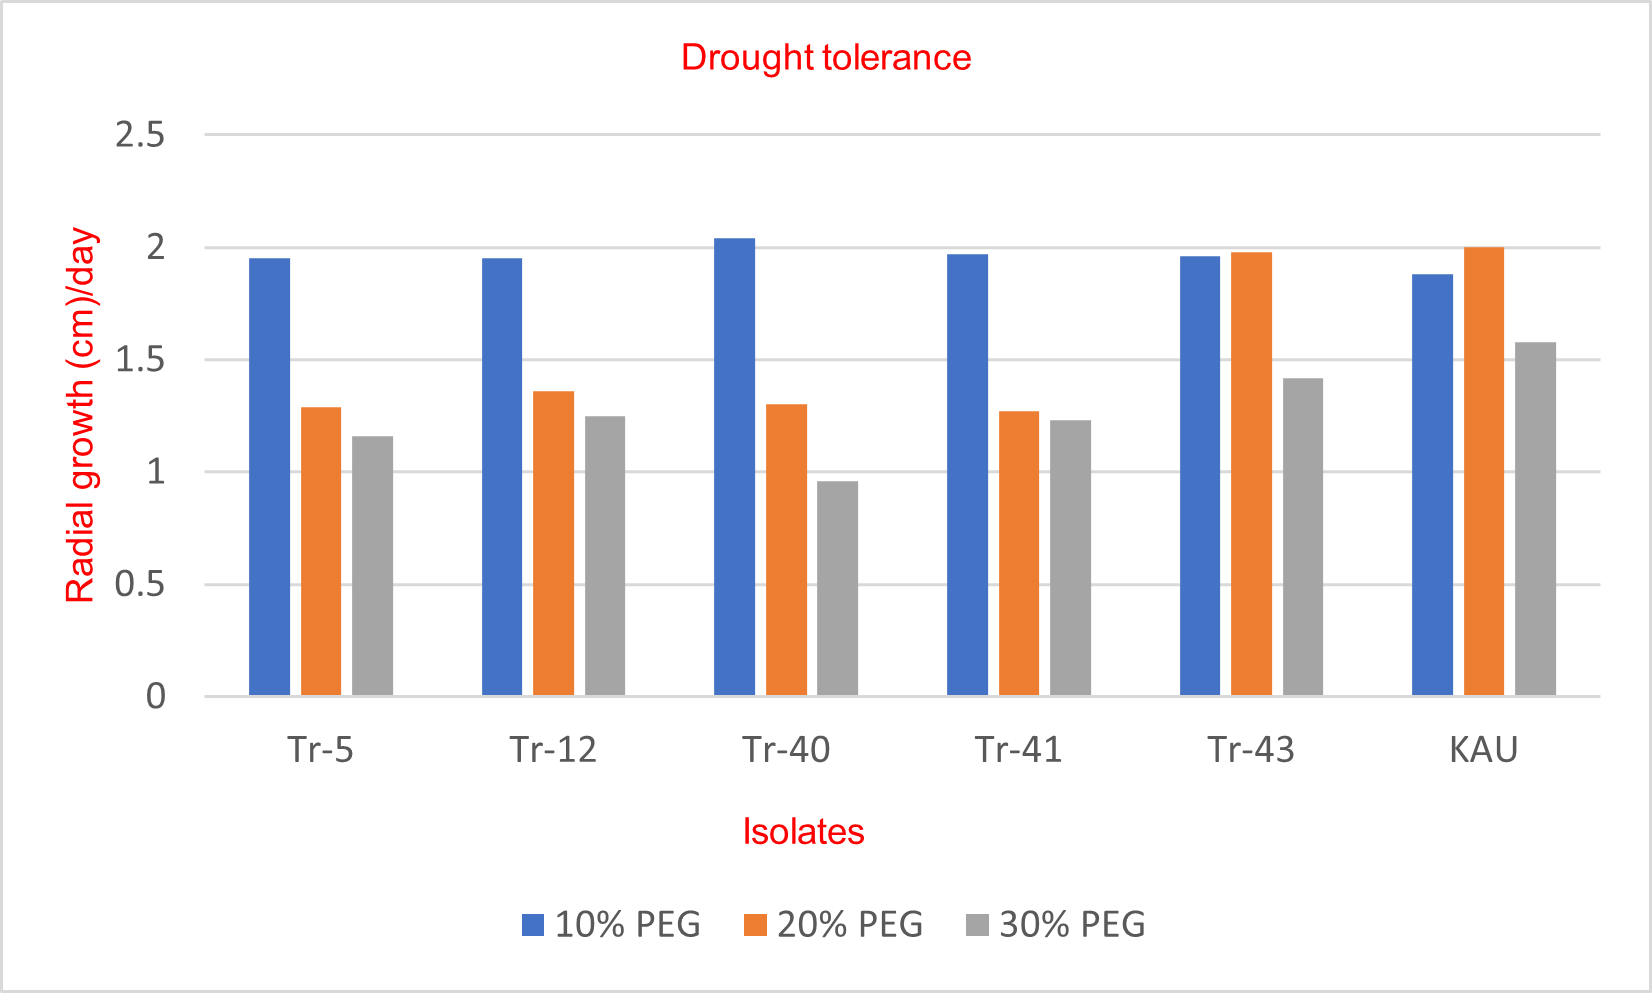 Drought tolerance
2.5
2
1.5
1
0.5
0
Radial growth (cm)/day
Tr-5 Tr-12 Tr-40 Tr-41 Tr-43 KAU
Isolates
10% PEG 20% PEG 30% PEG